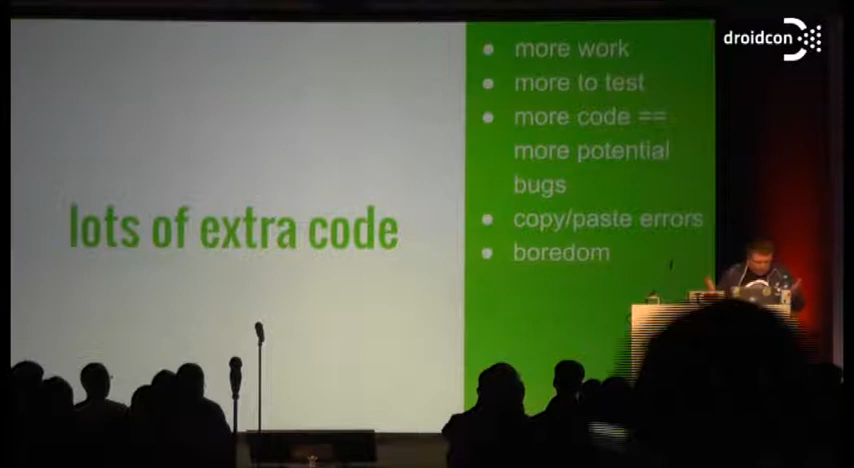 droidcon
lots of extra code
more work
more to test
more code ==
more potential
bugs
copy/paste errors
boredom